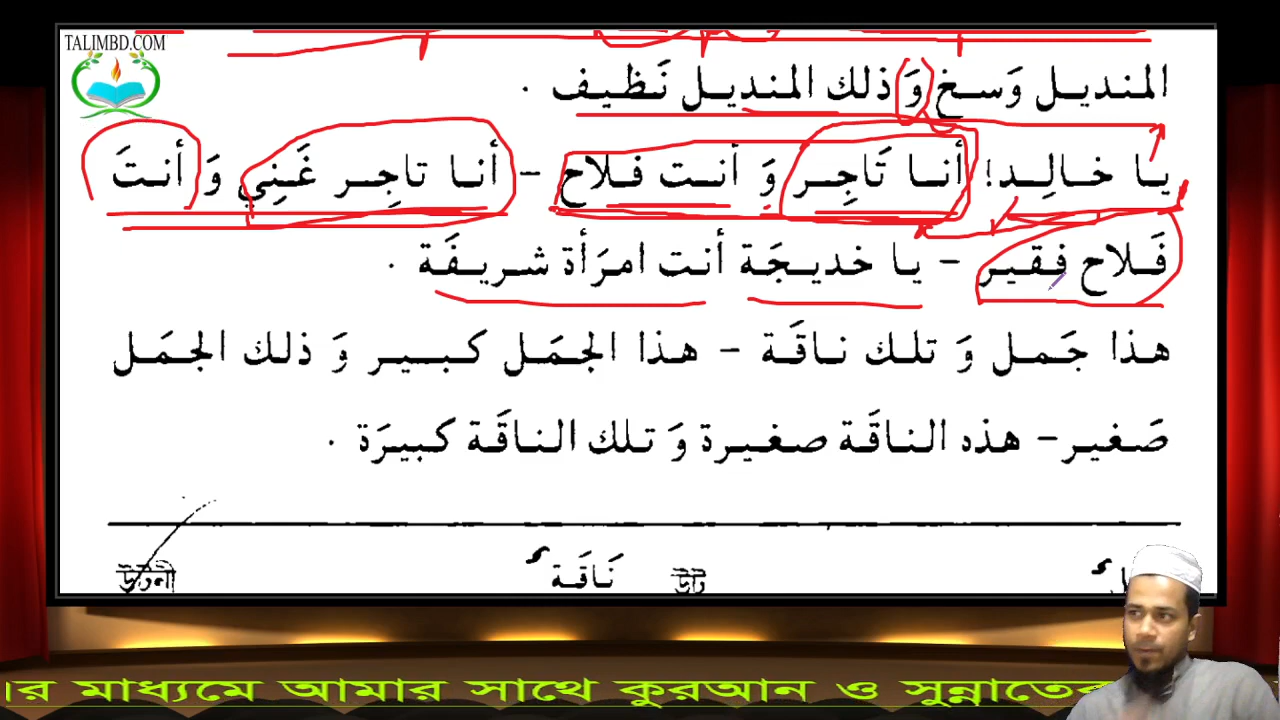 TALIMBD.COM
المنديل وَسخ وَ ذلك المنديل نَظيف .
يا خالِد! أنا تَاجِر وَ أنت فلاح – أنا تاجِر غَنِي وَ أنتَ
فَلاح فقير – يا خديجَة أنت امرَأة شريفَة .
هذا جَمل وَ تلك ناقَة – هذا الجمَل كبير وَ ذلك الجمَل
صَغير – هذه الناقَة صغيرة وَ تلك الناقَة كبيرَة .
نَاقَة উট উটনী
মাধ্যমে আমার সাথে কুরআন ও সুন্নাতের